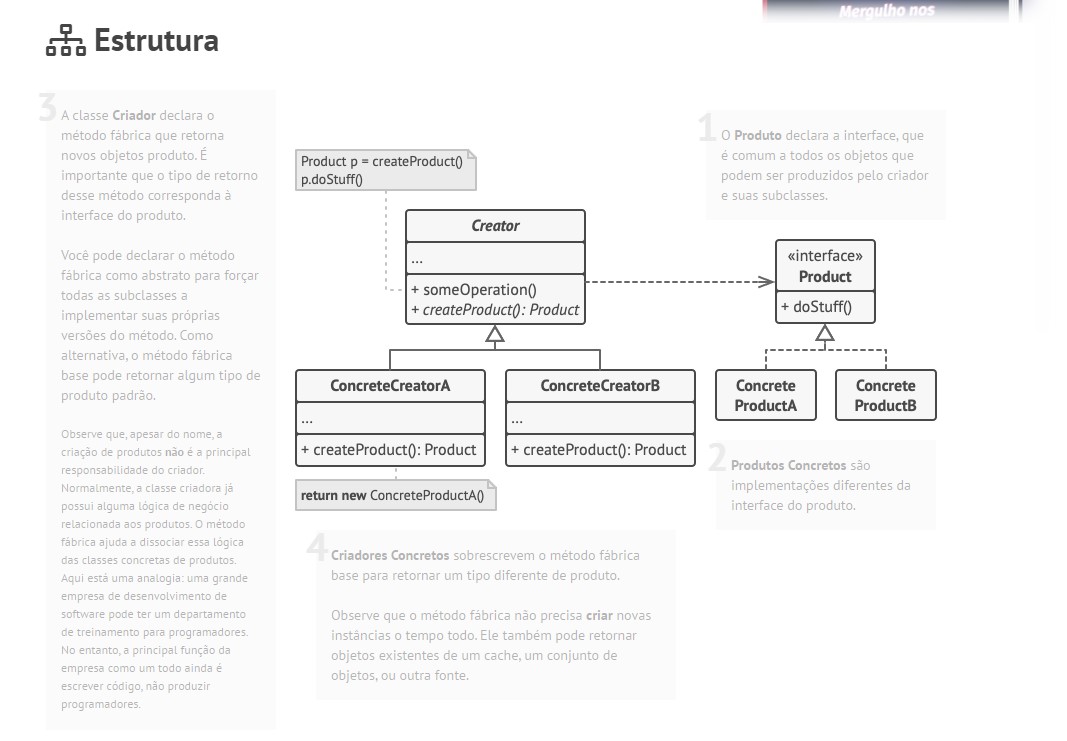 Mergulho nos
Estrutura
3
A classe Criador declara o
método fábrica que retorna
novos objetos produto. É
importante que o tipo de retorno
desse método corresponda à
interface do produto.
Você pode declarar o método
fábrica como abstrato para forçar
todas as subclasses a
implementar suas próprias
versões do método. Como
alternativa, o método fábrica
base pode retornar algum tipo de
produto padrão.
Observe que, apesar do nome, a
criação de produtos não é a principal
responsabilidade do criador.
Normalmente, a classe criadora já
possui alguma lógica de negócio
relacionada aos produtos. O método
fábrica ajuda a dissociar essa lógica
das classes concretas de produtos.
Aqui está uma analogia: uma grande
empresa de desenvolvimento de
software pode ter um departamento
de treinamento para programadores.
No entanto, a principal função da
empresa como um todo ainda é
escrever código, não produzir
programadores.
Product p = createProduct()
p.doStuff()
Creator
...
+ someOperation()
+ createProduct(): Product
ConcreteCreatorA
...
+ createProduct(): Product
ConcreteCreatorB
...
+ createProduct(): Product
return new ConcreteProductA()
1
O Produto declara a interface, que
é comum a todos os objetos que
podem ser produzidos pelo criador
e suas subclasses.
«interface»
Product
+ doStuff()
Concrete
ProductA
Concrete
ProductB
2
Produtos Concretos são
implementações diferentes da
interface do produto.
4
Criadores Concretos sobrescrevem o método fábrica
base para retornar um tipo diferente de produto.
Observe que o método fábrica não precisa criar novas
instâncias o tempo todo. Ele também pode retornar
objetos existentes de um cache, um conjunto de
objetos, ou outra fonte.